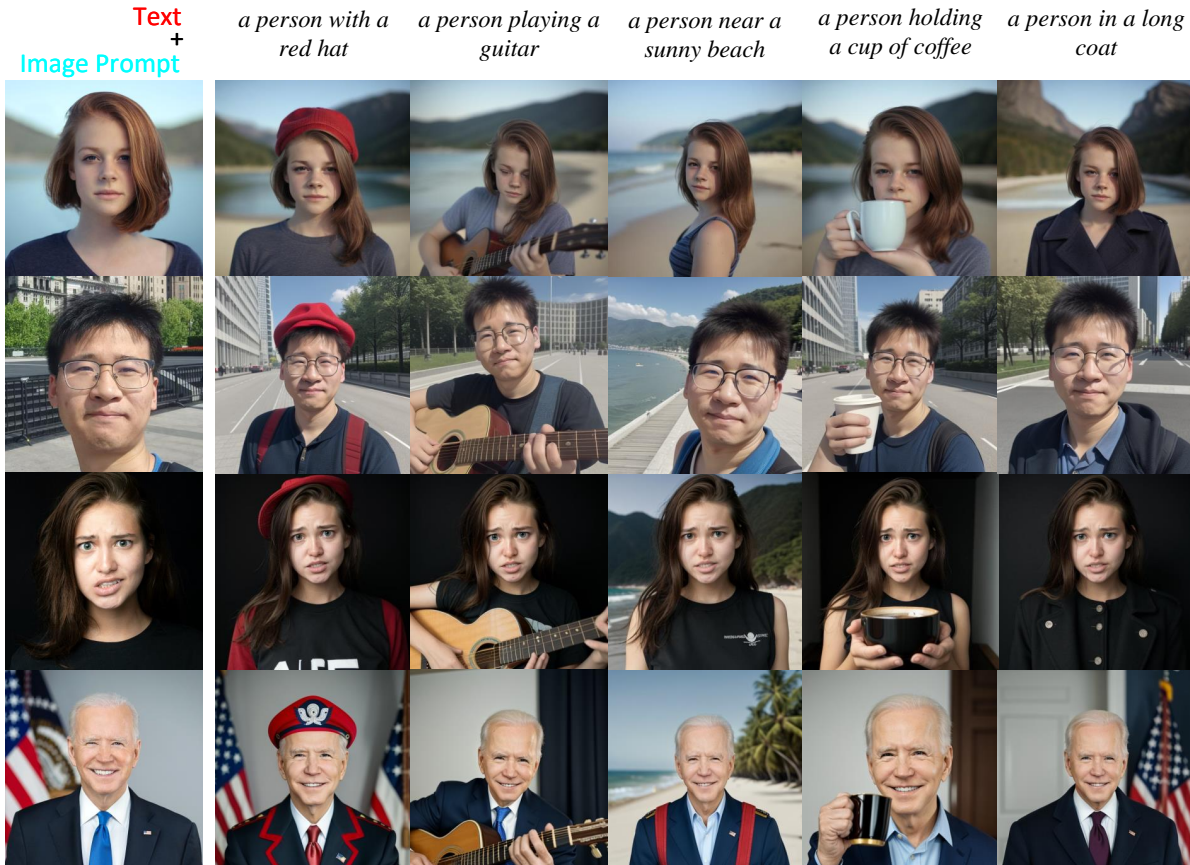 Text
+
Image Prompt
a person with a
red hat
a person playing a
guitar
a person near a
sunny beach
a person holding
a cup of coffee
a person in a long
coat